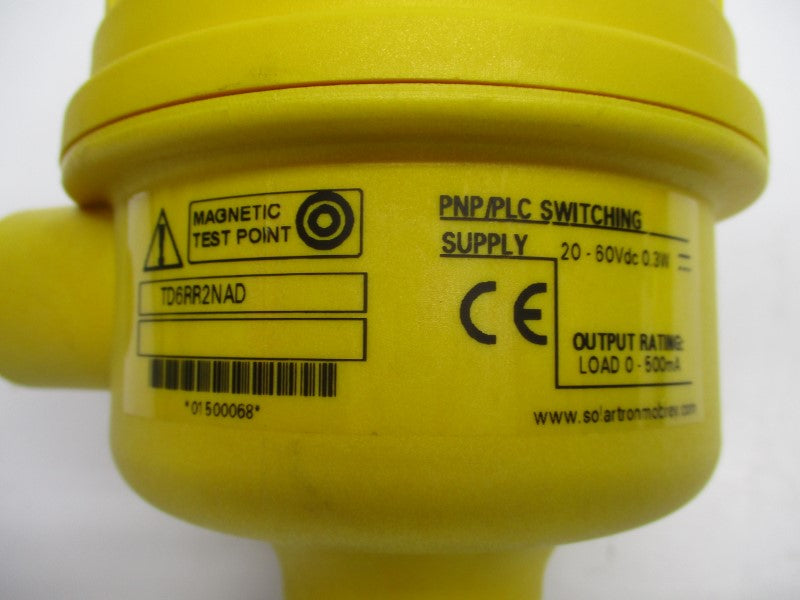 MAGNETIC
TEST POINT
TD6RR2NAD
*01500068*
PNP/PLC SWITCHING
SUPPLY
20 - 60Vdc 0.3W
CE
OUTPUT RATING:
LOAD 0 - 500mA
www.solartronmobrey.com